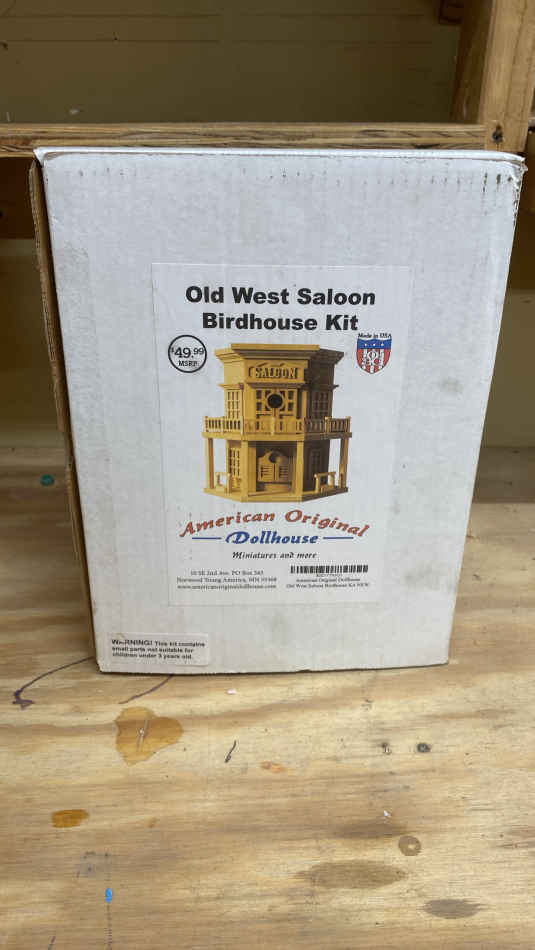 Old West Saloon
Birdhouse Kit
$49.99
MSRP
Made in USA
SALOON
American Original
Dollhouse
Miniatures and more
American Original Dollhouse
Old West Saloon Birdhouse Kit NEW
WARNING! This kit contains
small parts not suitable for
children under 3 years old.
10 SE 2nd Ave. PO Box
Norwood Young America, MN
www.americanoriginaldollhouse.com